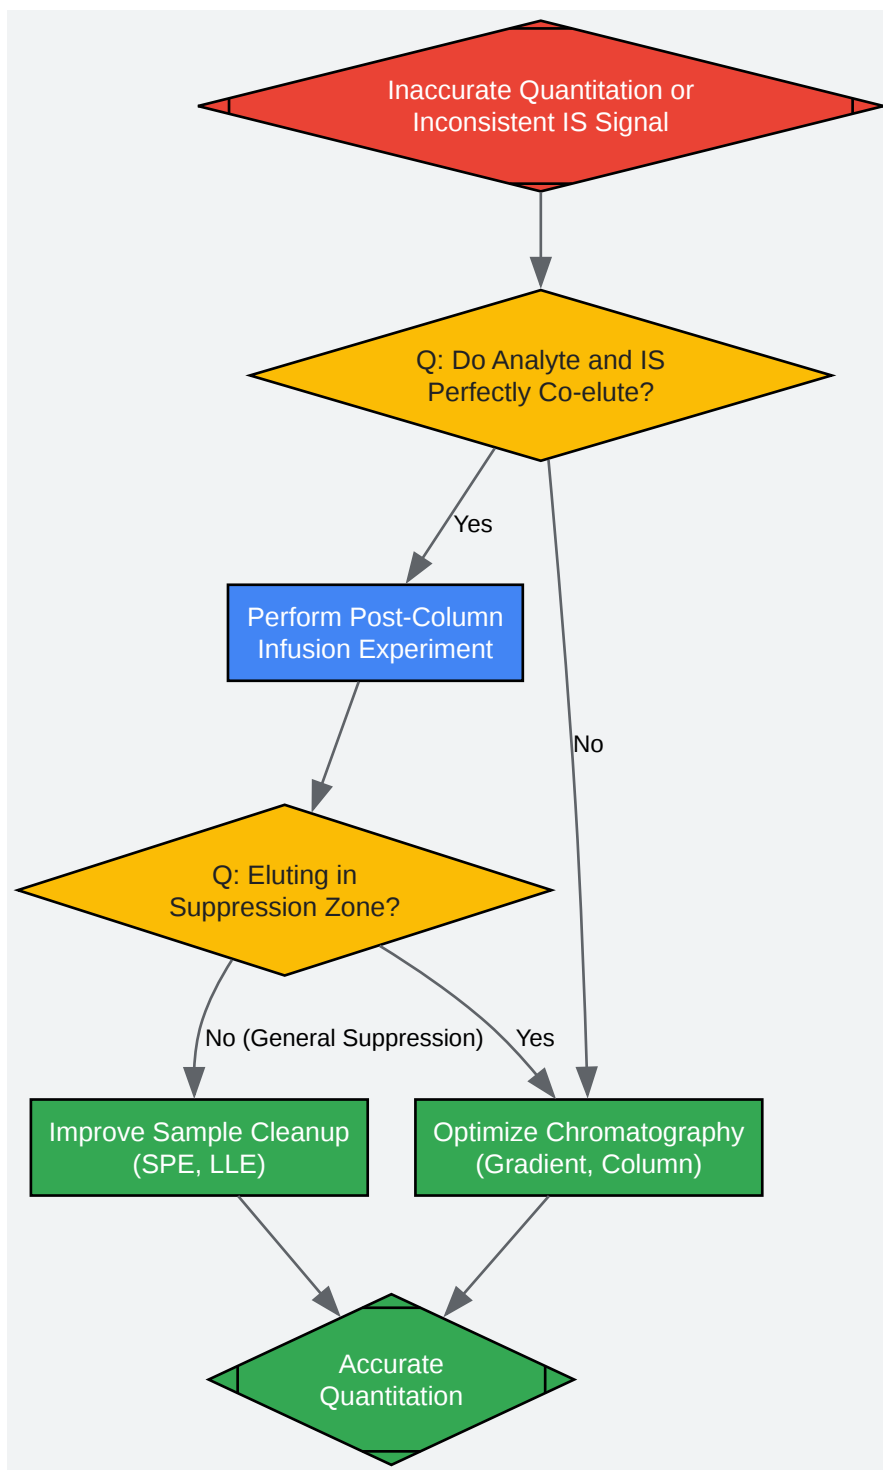 Inaccurate Quantitation or
Inconsistent IS Signal
Q: Do Analyte and IS
Perfectly Co-elute?
Yes
Perform Post-Column
Infusion Experiment
No
Q: Eluting in
Suppression Zone?
No (General Suppression)
Yes
Improve Sample Cleanup
(SPE, LLE)
Optimize Chromatography
(Gradient, Column)
Accurate
Quantitation